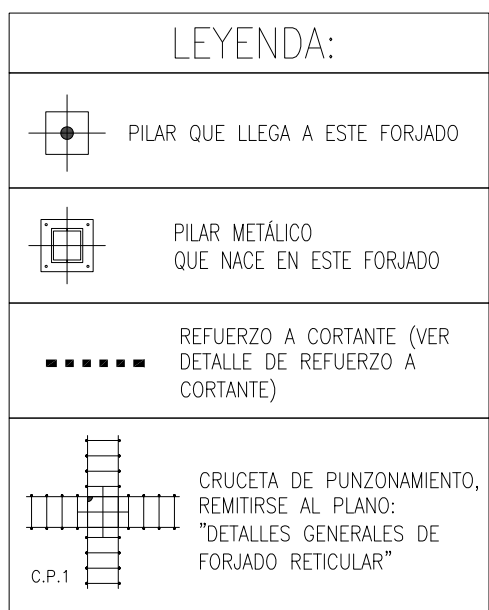 LEYENDA:
PILAR QUE LLEGA A ESTE FORJADO
PILAR METÁLICO
QUE NACE EN ESTE FORJADO
REFUERZO A CORTANTE (VER
DETALLE DE REFUERZO A
CORTANTE)
CRUCETA DE PUNZONAMIENTO,
REMITIRSE AL PLANO:
"DETALLES GENERALES DE
FORJADO RETICULAR"
C.P.1